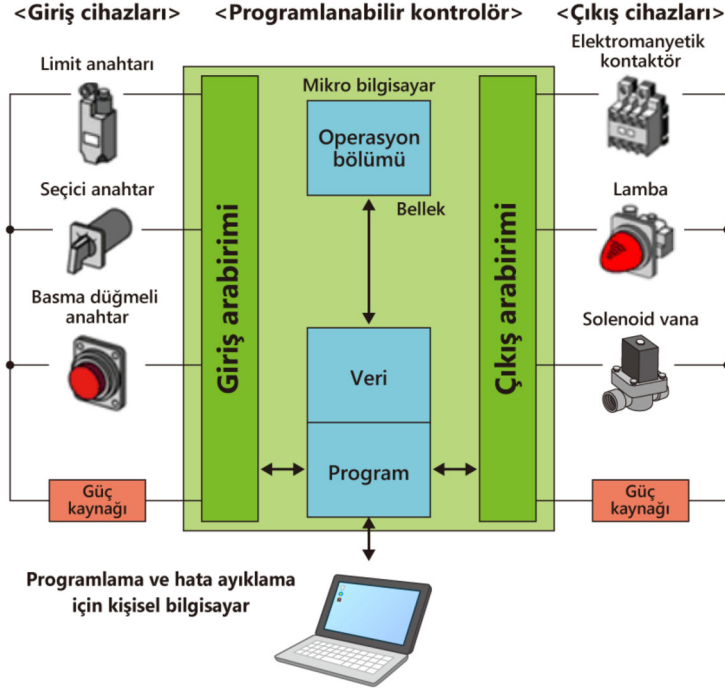 <Giriş cihazları>
<Programlanabilir kontrolör>
<Çıkış cihazları>
Limit anahtarı
Seçici anahtar
Basma düğmeli
anahtar
Güç
kaynağı
Giriş arabirimi
Mikro bilgisayar
Operasyon
bölümü
Bellek
Veri
Program
Çıkış arabirimi
Elektromanyetik
kontaktör
Lamba
Solenoid vana
Güç
kaynağı
Programlama ve hata ayıklama
için kişisel bilgisayar